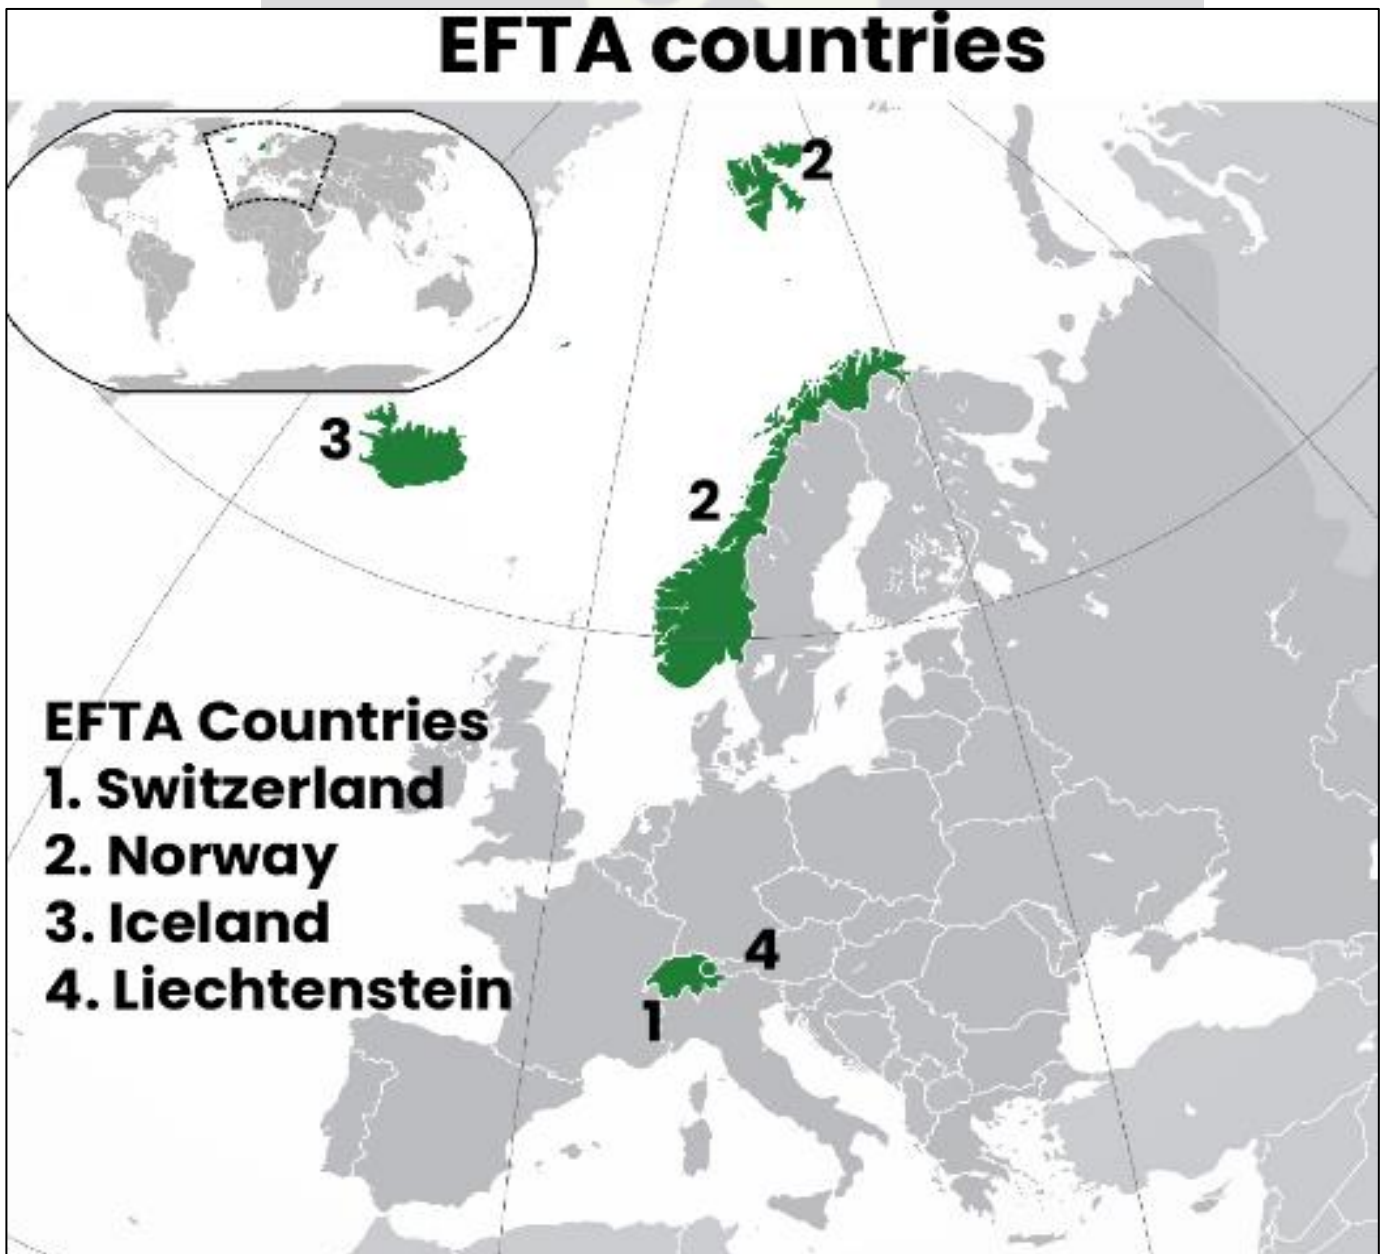 EFTA countries
2
3
2
EFTA Countries
1. Switzerland
2. Norway
3. Iceland
4. Liechtenstein
4
1